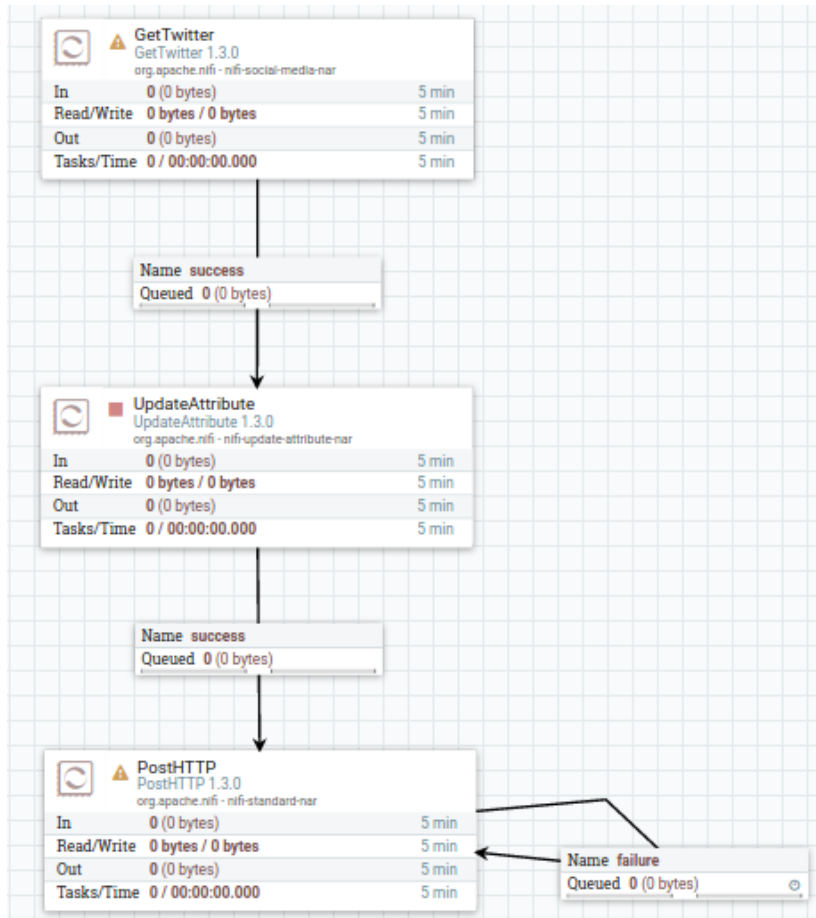 GetTwitter
GetTwitter 1.3.0
org.apache.nifi - nifi-social-media-nar
In 0 (0 bytes) 5 min
Read/Write 0 bytes / 0 bytes 5 min
Out 0 (0 bytes) 5 min
Tasks/Time 0 / 00:00:00.000 5 min
Name success
Queued 0 (0 bytes)
UpdateAttribute
UpdateAttribute 1.3.0
org.apache.nifi - nifi-update-attribute-nar
In 0 (0 bytes) 5 min
Read/Write 0 bytes / 0 bytes 5 min
Out 0 (0 bytes) 5 min
Tasks/Time 0 / 00:00:00.000 5 min
Name success
Queued 0 (0 bytes)
PostHTTP
PostHTTP 1.3.0
org.apache.nifi - nifi-standard-nar
In 0 (0 bytes) 5 min
Read/Write 0 bytes / 0 bytes 5 min
Out 0 (0 bytes) 5 min
Tasks/Time 0 / 00:00:00.000 5 min
Name failure
Queued 0 (0 bytes)